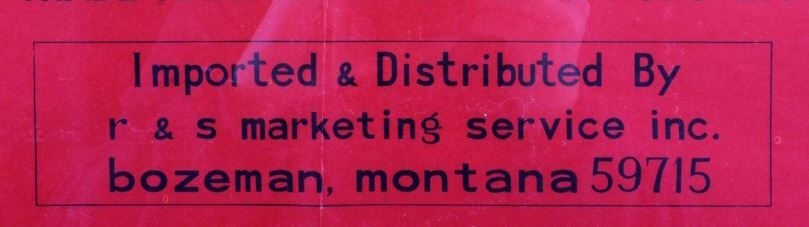 Imported & Distributed By
r & s marketing service inc.
bozeman, montana 59715